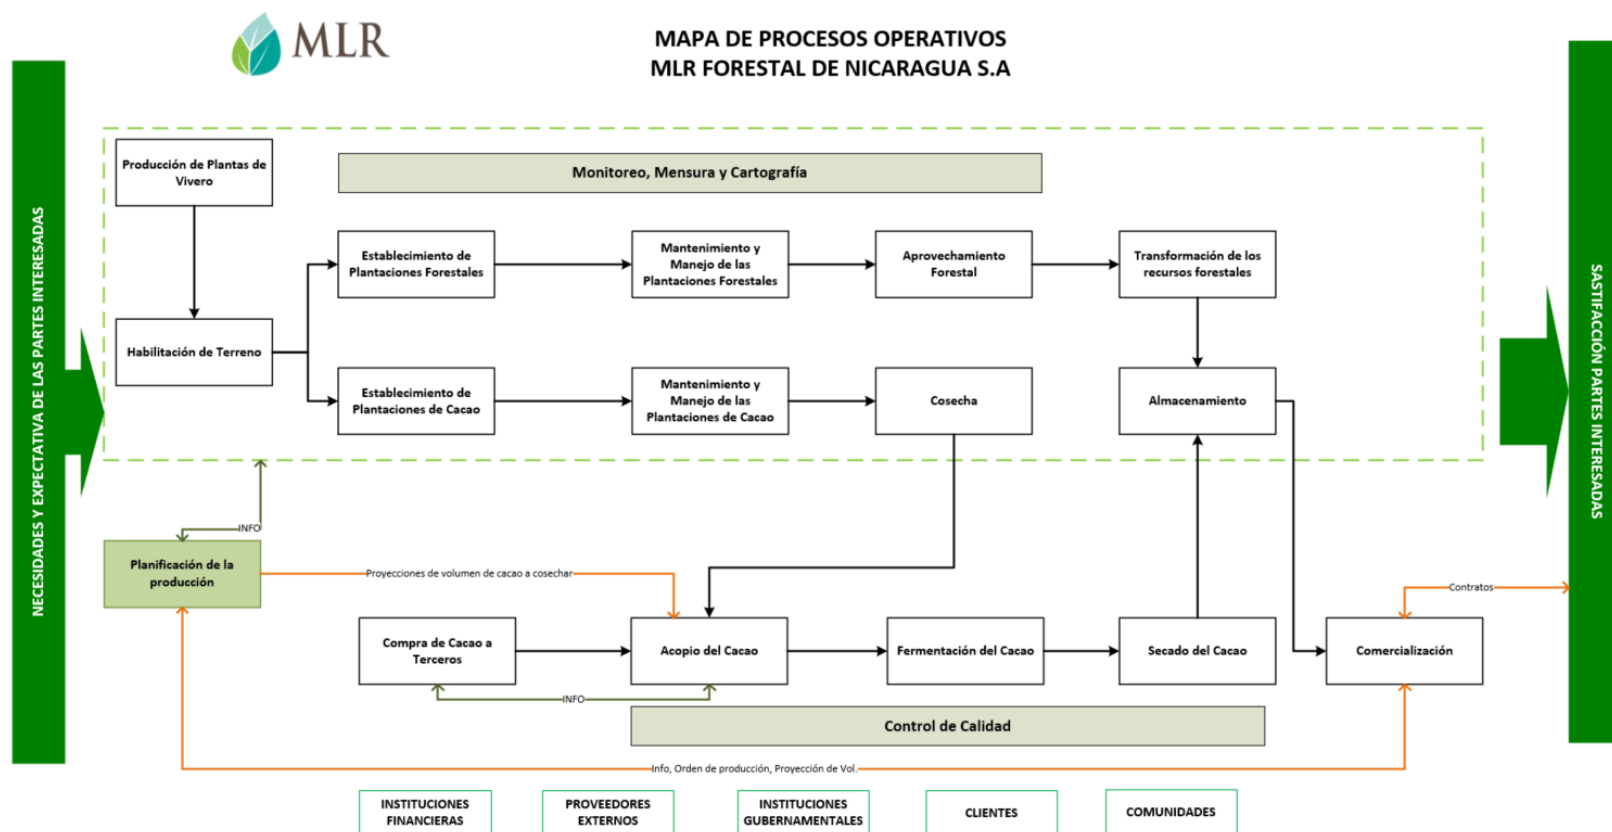 MLR
MAPA DE PROCESOS OPERATIVOS
MLR FORESTAL DE NICARAGUA S.A
NECESIDADES Y EXPECTATIVA DE LAS PARTES INTERESADAS
Producción de Plantas de
Vivero
Monitoreo, Mensura y Cartografía
Establecimiento de
Plantaciones Forestales
Mantenimiento y
Manejo de las
Plantaciones Forestales
Aprovechamiento
Forestal
Transformación de los
recursos forestales
Habilitación de Terreno
Establecimiento de
Plantaciones de Cacao
Mantenimiento y
Manejo de las
Plantaciones de Cacao
Cosecha
Almacenamiento
SASTIFACCIÓN PARTES INTERESADAS
INFO
Planificación de la
producción
Proyecciones de volumen de cacao a cosechar
Contratos
Compra de Cacao a
Terceros
Acopio del Cacao
Fermentación del Cacao
Secado del Cacao
Comercialización
INFO
Control de Calidad
Info, Orden de producción, Proyección de Vol.
INSTITUCIONES
FINANCIERAS
PROVEEDORES
EXTERNOS
INSTITUCIONES
GUBERNAMENTALES
CLIENTES
COMUNIDADES